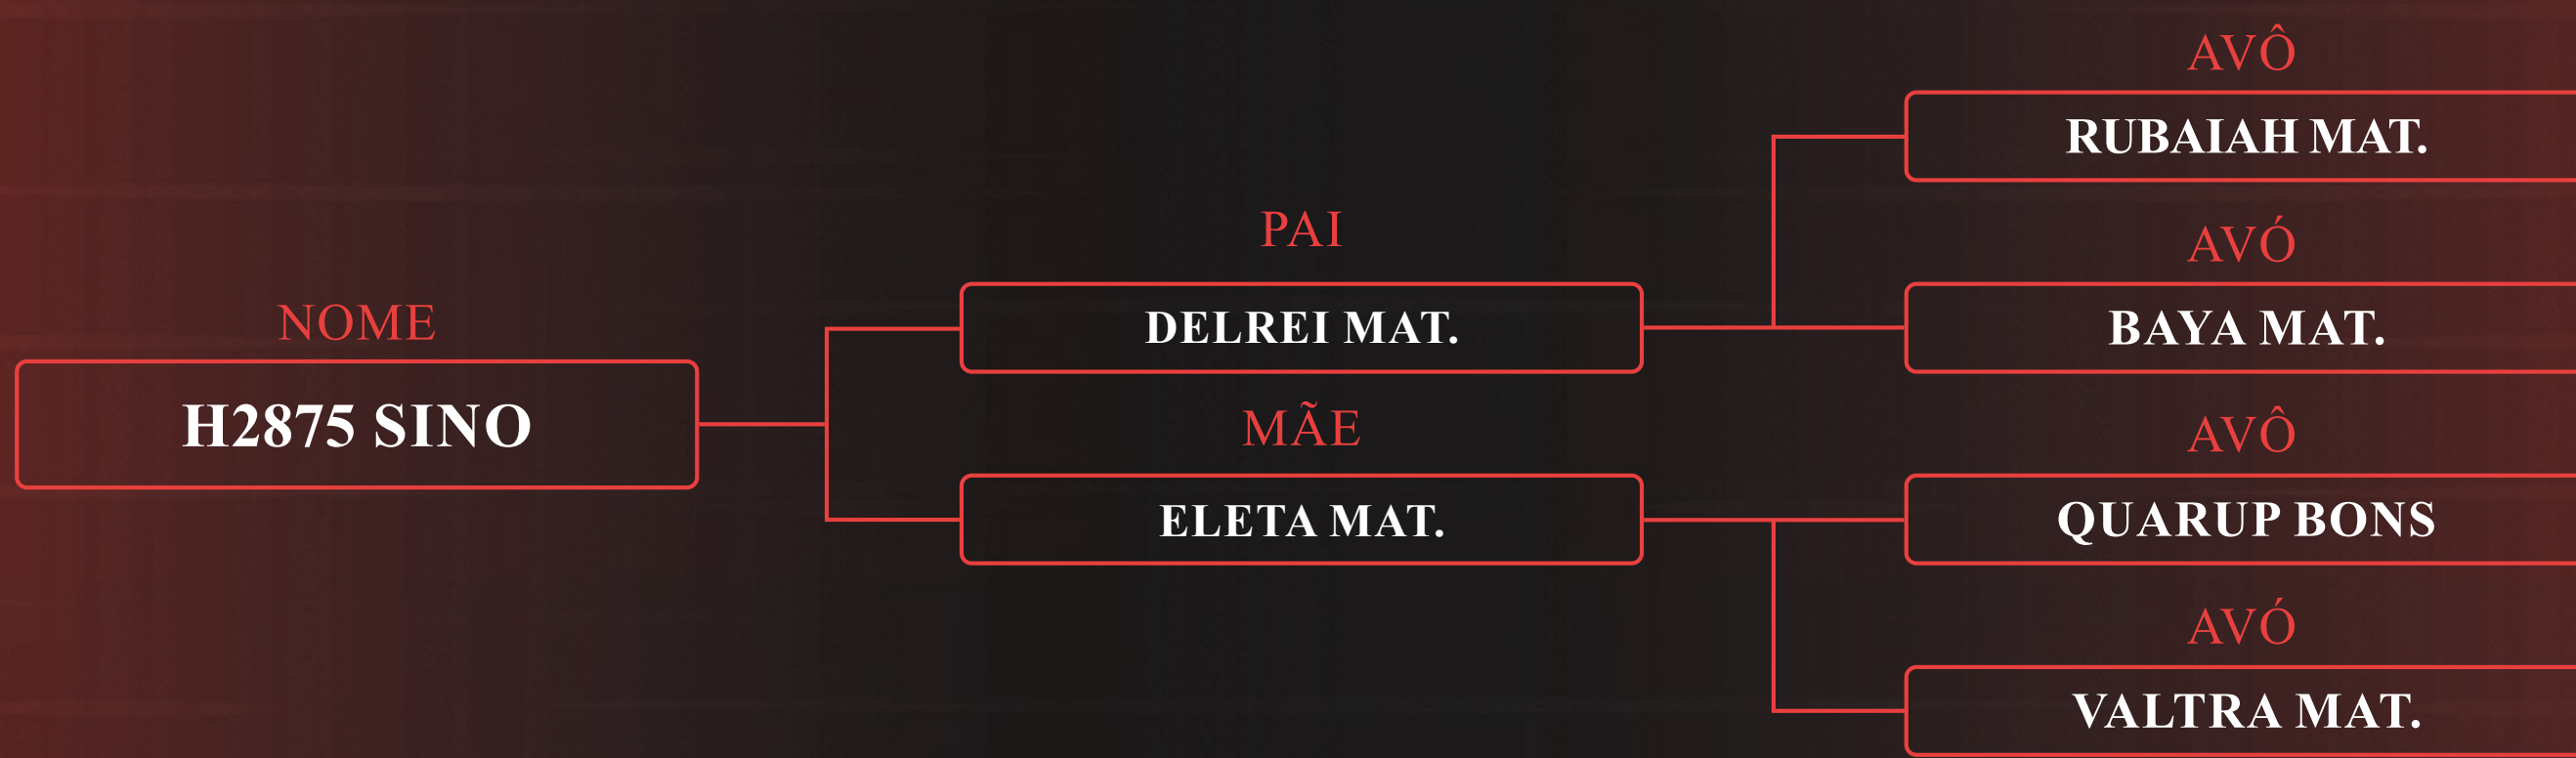 NOME
H2875 SINO
PAI
DELREI MAT.
MÃE
ELETA MAT.
AVÔ
RUBAIAH MAT.
AVÓ
BAYA MAT.
AVÔ
QUARUP BONS
AVÓ
VALTRA MAT.